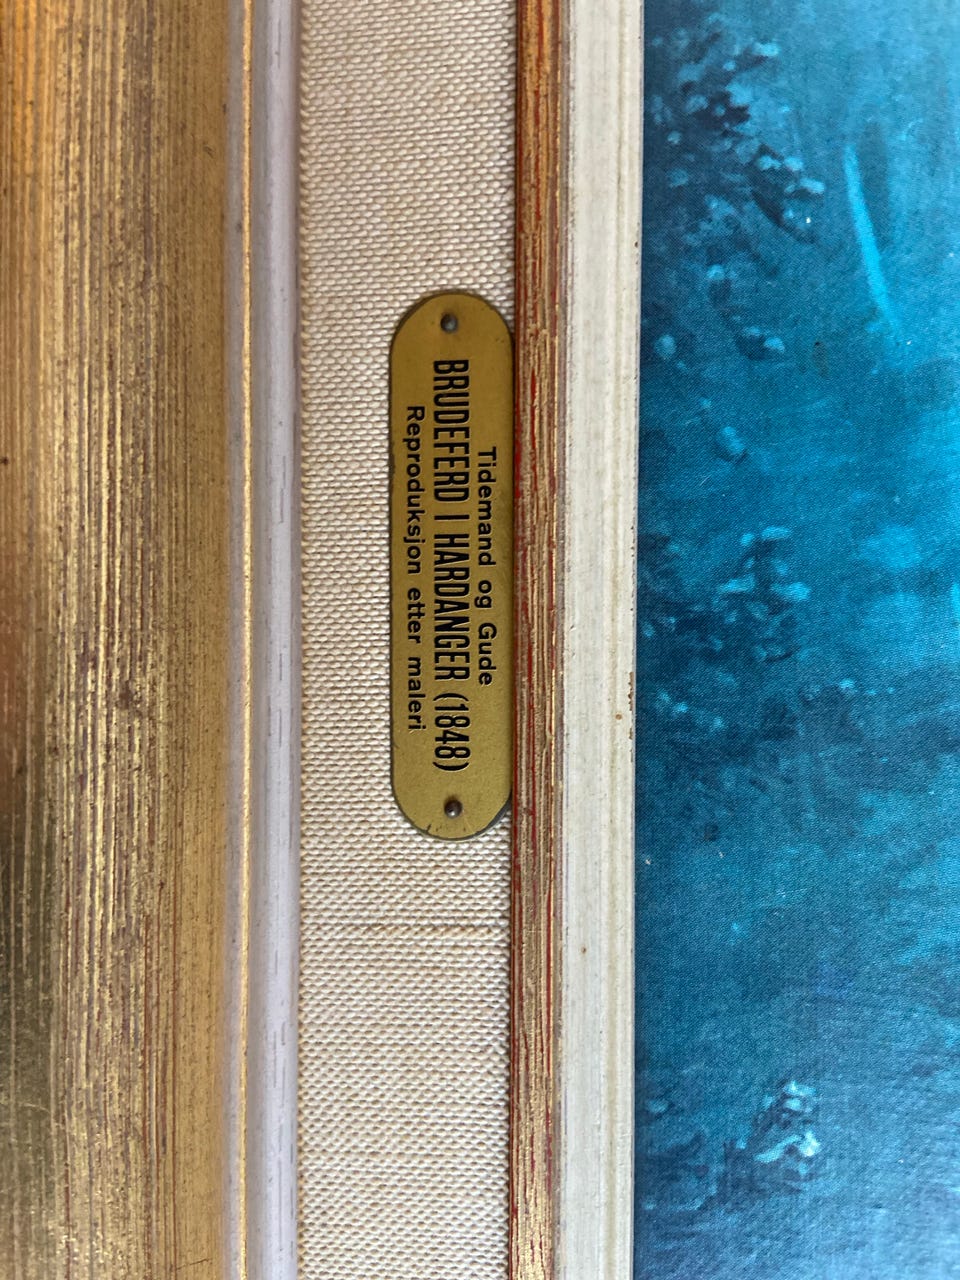 Tidemand og Gude
BRUDEFERD I HARDANGER (1848)
Reproduksjon etter maleri